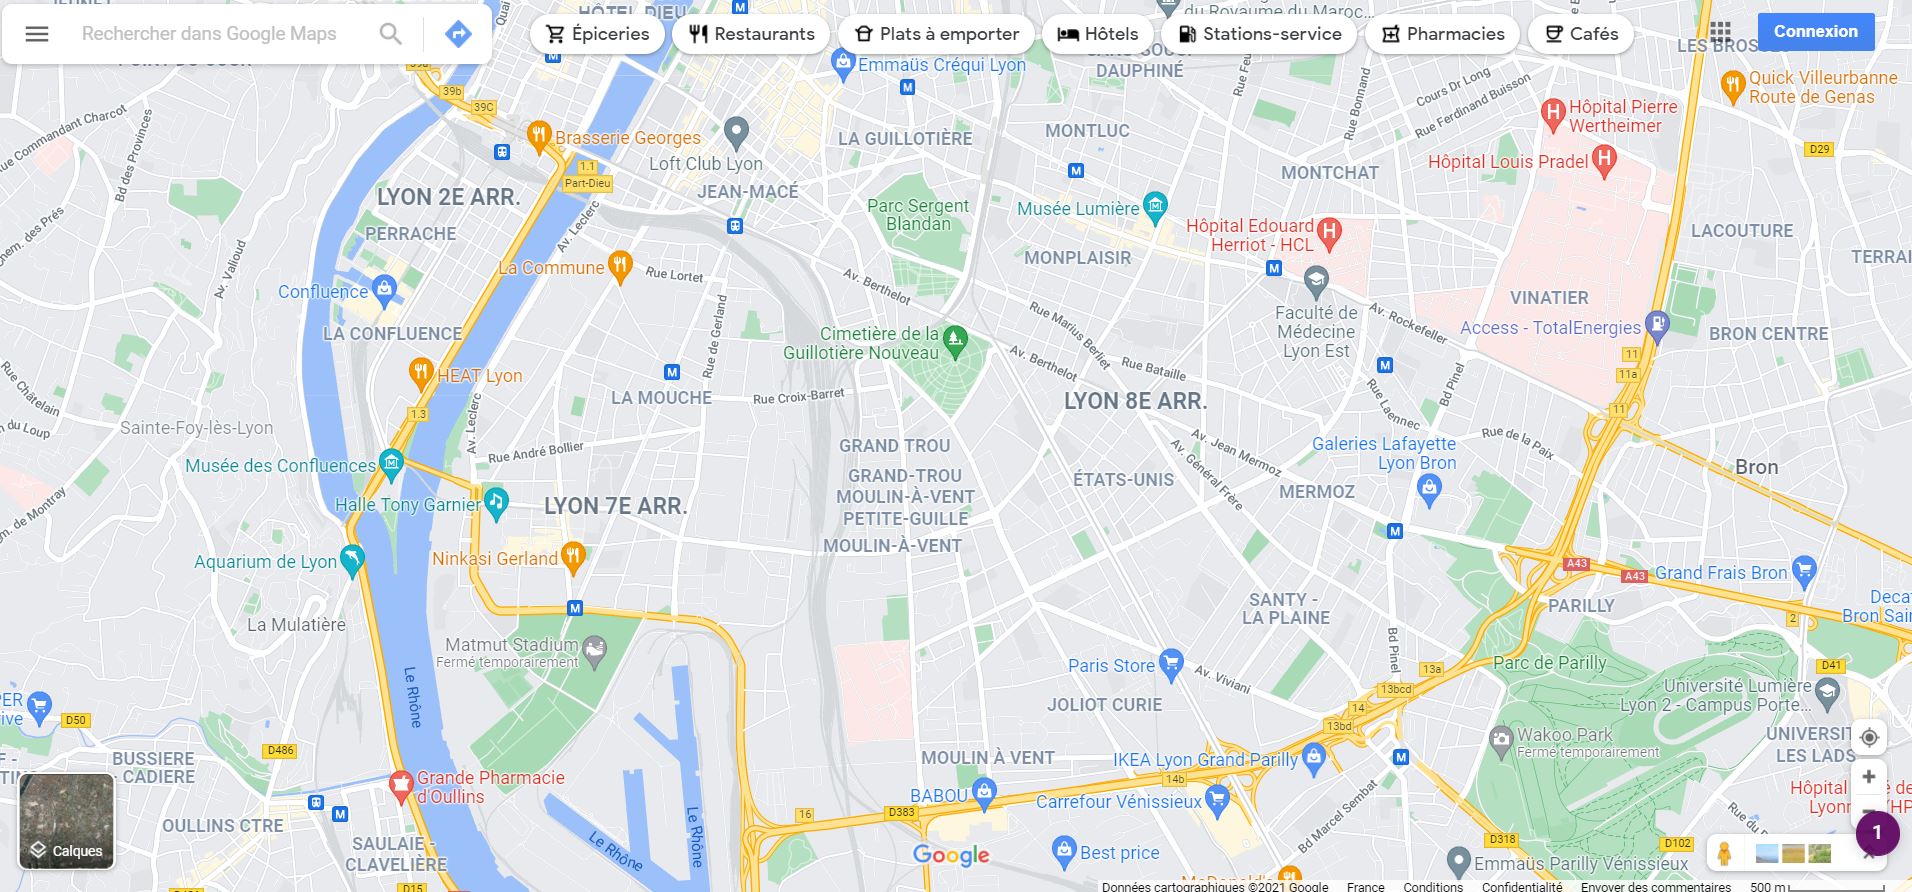 Rechercher dans Google Maps
Épiceries
Restaurants
Plats à emporter
Hôtels
Stations-service
Pharmacies
Cafés
Connexion
HÔTEL DIEU
du Royaume du Maroc...
DAUPHINÉ
LES BROSSES
Quai
39b
39C
Emmaüs Créqui Lyon
Quick Villeurbanne
Route de Genas
Cours Dr Long
Rue Ferdinand Buisson
Rue Bonnand
Hôpital Pierre
Wertheimer
Brasserie Georges
Loft Club Lyon
LA GUILLOTIÈRE
MONTLUC
D29
Hôpital Louis Pradel
Rue Commandant Charcot
Bd des Provinces
1.1
Part-Dieu
JEAN-MACÉ
MONTCHAT
LYON 2E ARR.
PERRACHE
Av. Leclerc
Parc Sergent
Blandan
Musée Lumière
Hôpital Edouard
Herriot - HCL
LACOUTURE
Chem. des Prés
Av. Valioud
La Commune
Rue Lortet
Av. Berthelot
MONPLAISIR
Confluence
LA CONFLUENCE
Rue de Gerland
Rue Marius Berliet
Faculté de
Médecine
Lyon Est
Av. Rockefeller
VINATIER
Access - TotalEnergies
BRON CENTRE
Cimetière de la
Guillotière Nouveau
Av. Berthelot
Rue Bataille
11
11a
11
HEAT Lyon
1.3
LA MOUCHE
Rue Croix-Barret
LYON 8E ARR.
Rue Laennec
Bd Pinel
Rue Châtelain
Sainte-Foy-lès-Lyon
Av. Leclerc
Rue André Bollier
GRAND TROU
Av. Jean Mermoz
Av. Général Frère
Galeries Lafayette
Lyon Bron
Rue de la Paix
Bron
Musée des Confluences
Halle Tony Garnier
LYON 7E ARR.
GRAND-TROU
MOULIN-À-VENT
PETITE-GUILLE
MOULIN-À-VENT
ÉTATS-UNIS
MERMOZ
de Montray
Aquarium de Lyon
Ninkasi Gerland
A43
A43
Grand Frais Bron
La Mulatière
SANTY -
LA PLAINE
PARILLY
2
Bd Pinel
Matmut Stadium
Fermé temporairement
Paris Store
Av. Viviani
13a
13bcd
Parc de Parilly
D41
Le Rhône
JOLIOT CURIE
14
13bd
Université Lumière
Lyon 2 - Campus Porte...
D50
D486
BUSSIERE
- CADIERE
MOULIN À VENT
IKEA Lyon Grand Parilly
14b
Wakoo Park
Fermé temporairement
LES LADS
Grande Pharmacie
d'Oullins
BABOU
Carrefour Vénissieux
16
D383
Bd Marcel Sembat
OULLINS CTRE
SAULAIE -
CLAVELIÈRE
Le Rhône
Le Rhône
Best price
D318
D102
Emmaüs Parilly Vénissieux
D15
Calques
Google
1
Données cartographiques ©2021 Google
France
Conditions
Confidentialité
Envoyer des commentaires
500 m